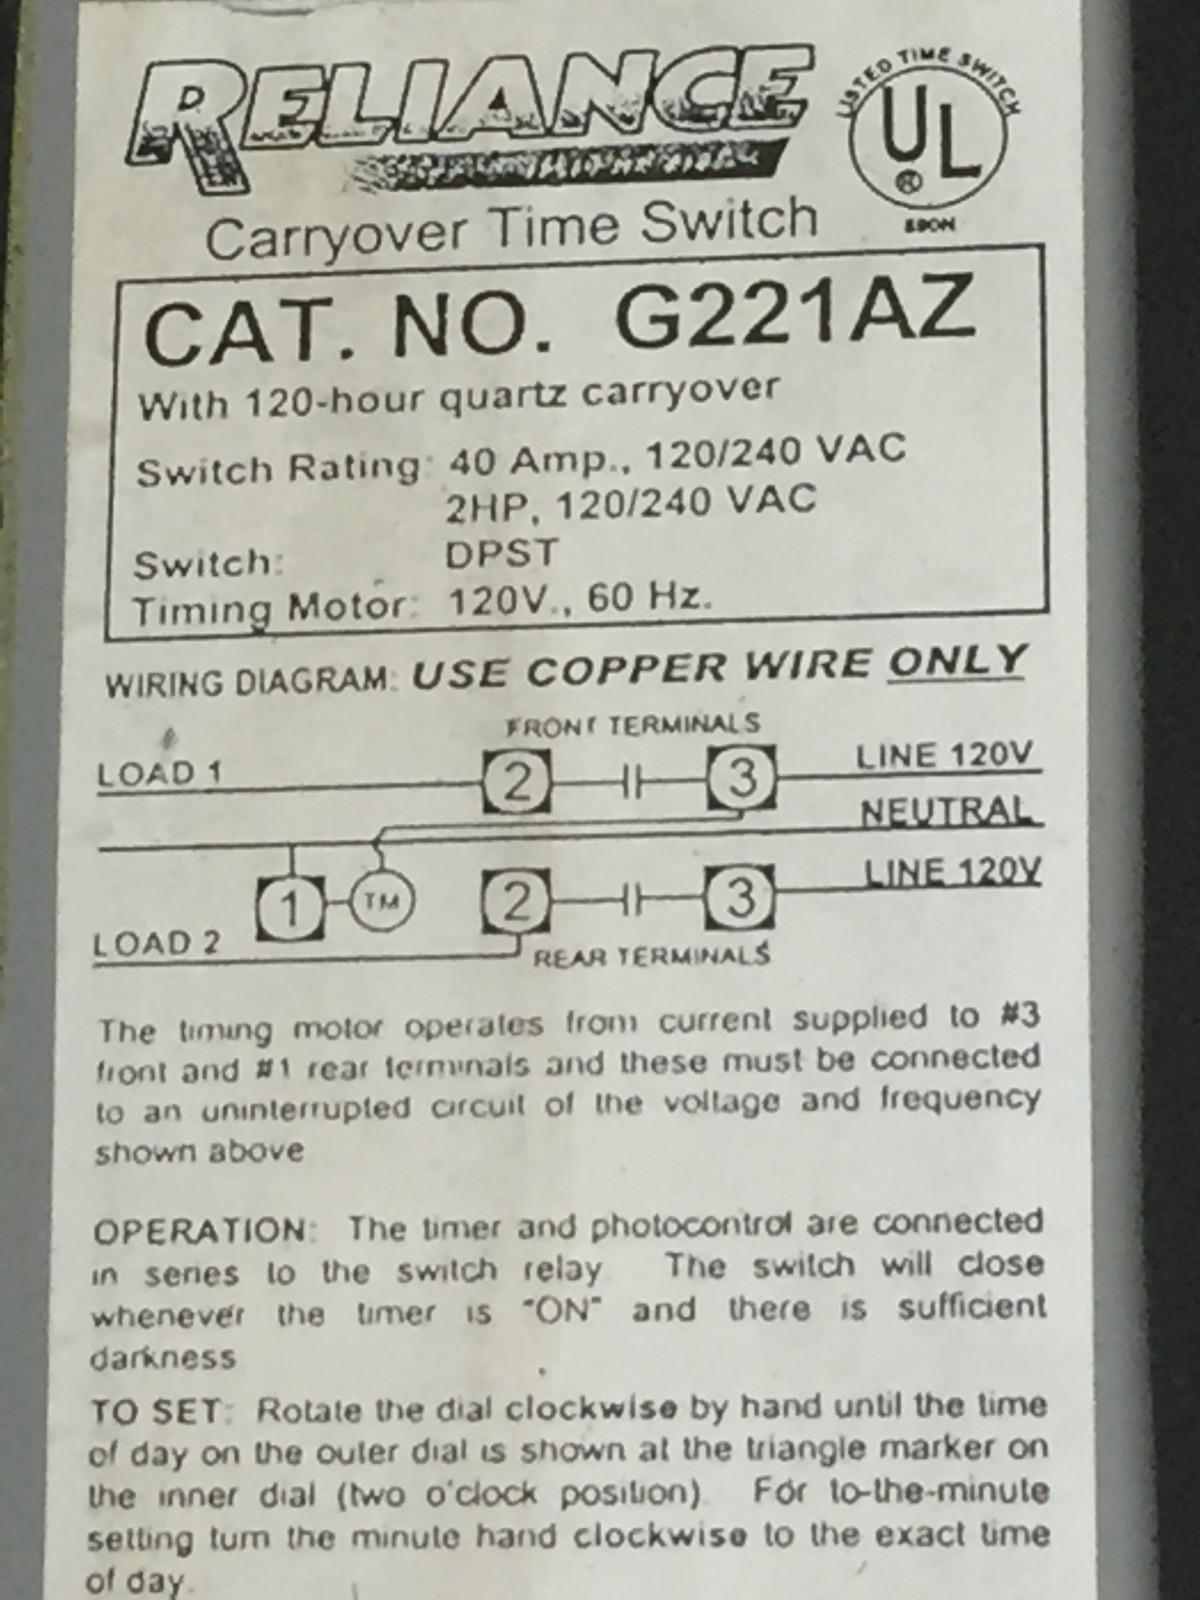 RELIANCE
LISTED TIME SWITCH
UL
®
Carryover Time Switch
CAT. NO. G221AZ
With 120-hour quartz carryover
Switch Rating: 40 Amp., 120/240 VAC
2HP, 120/240 VAC
Switch: DPST
Timing Motor: 120V., 60 Hz.
WIRING DIAGRAM: USE COPPER WIRE ONLY
FRONT TERMINALS
LOAD 1 2 3 LINE 120V
NEUTRAL
1 TM 2 3 LINE 120V
LOAD 2
REAR TERMINALS
The timing motor operates from current supplied to #3
front and #1 rear terminals and these must be connected
to an uninterrupted circuit of the voltage and frequency
shown above
OPERATION: The timer and photocontrol are connected
in series to the switch relay The switch will close
whenever the timer is "ON" and there is sufficient
darkness
TO SET: Rotate the dial clockwise by hand until the time
of day on the outer dial is shown at the triangle marker on
the inner dial (two o'clock position) For to-the-minute
setting turn the minute hand clockwise to the exact time
of day.